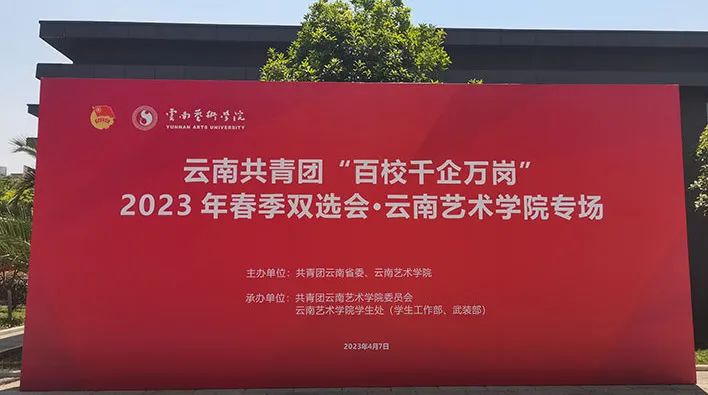 雲南藝術學院
YUNNAN ARTS UNIVERSITY
云南共青团“百校千企万岗”
2023年春季双选会·云南艺术学院专场
主办单位：共青团云南省委、云南艺术学院
承办单位：共青团云南艺术学院委员会
云南艺术学院学生处（学生工作部、武装部）
2023年4月7日